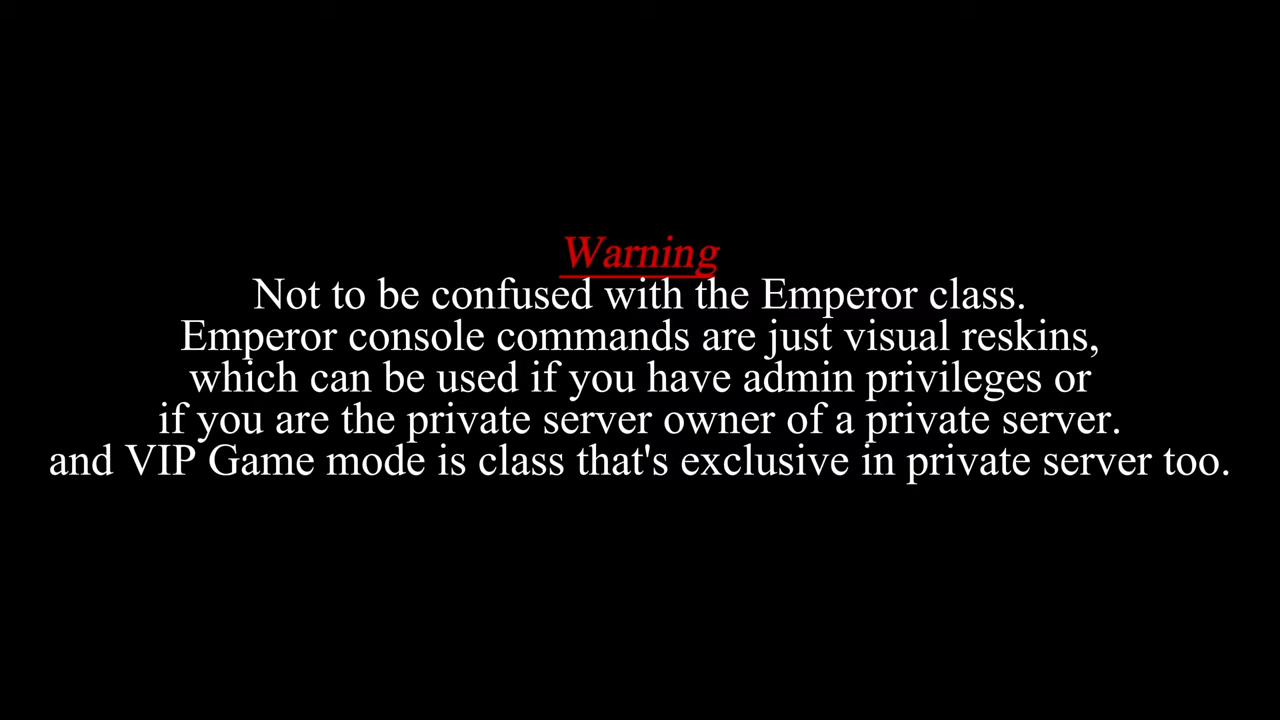 Warning
Not to be confused with the Emperor class.
Emperor console commands are just visual reskins,
which can be used if you have admin privileges or
if you are the private server owner of a private server.
and VIP Game mode is class that's exclusive in private server too.